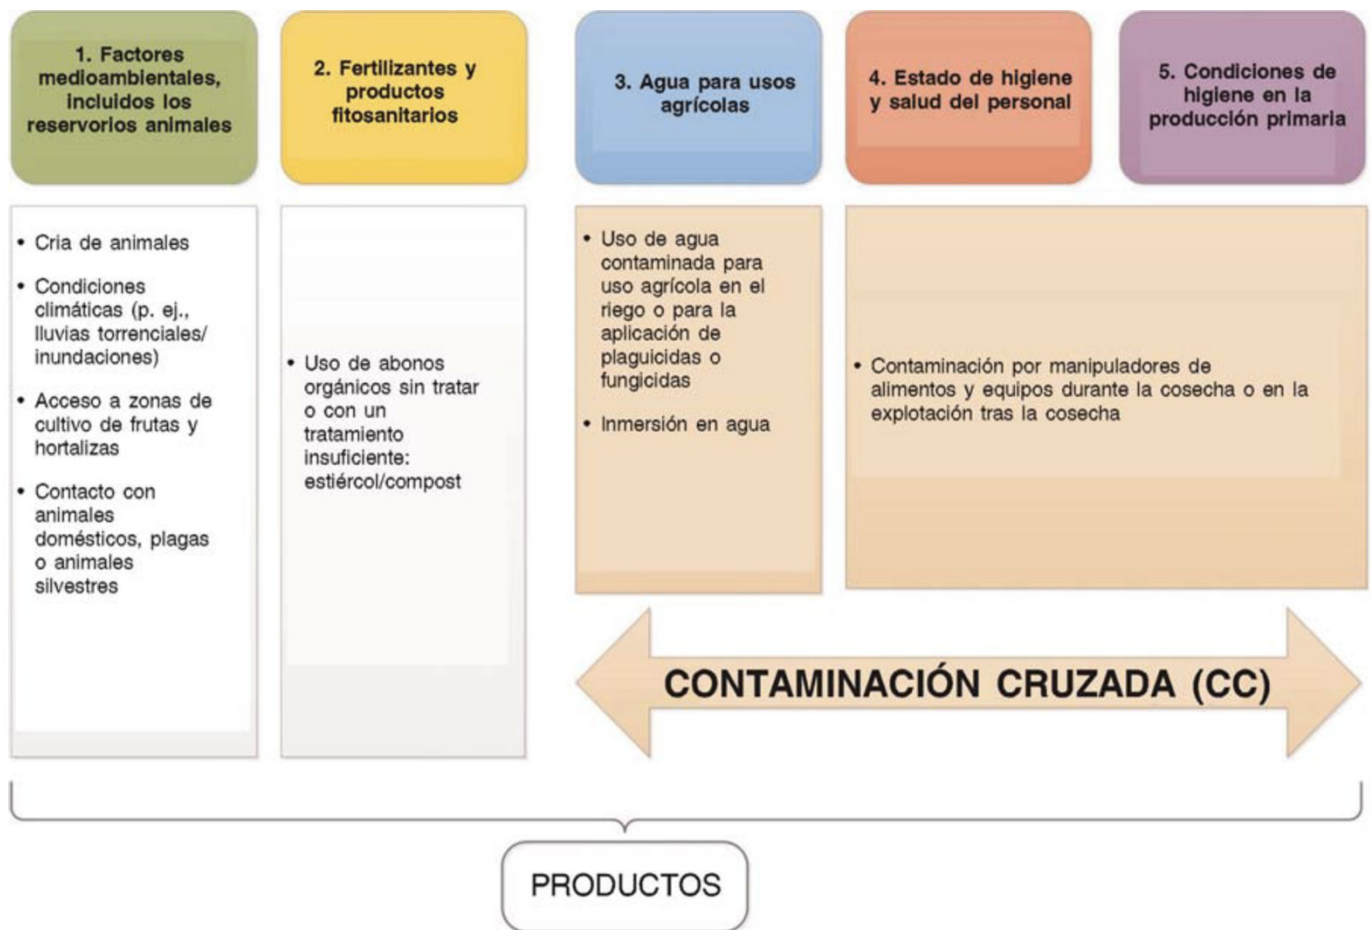 1. Factores
medioambientales,
incluidos los
reservorios animales
2. Fertilizantes y
productos
fitosanitarios
3. Agua para usos
agrícolas
4. Estado de higiene
y salud del personal
5. Condiciones de
higiene en la
producción primaria
• Cria de animales
• Condiciones
climáticas (p. ej.,
lluvias torrenciales/
inundaciones)
• Acceso a zonas de
cultivo de frutas y
hortalizas
• Contacto con
animales
domésticos, plagas
o animales
silvestres
• Uso de abonos
orgánicos sin tratar
o con un
tratamiento
insuficiente:
estiércol/compost
• Uso de agua
contaminada para
uso agrícola en el
riego o para la
aplicación de
plaguicidas o
fungicidas
• Inmersión en agua
• Contaminación por manipuladores de
alimentos y equipos durante la cosecha o en la
explotación tras la cosecha
CONTAMINACIÓN CRUZADA (CC)
PRODUCTOS